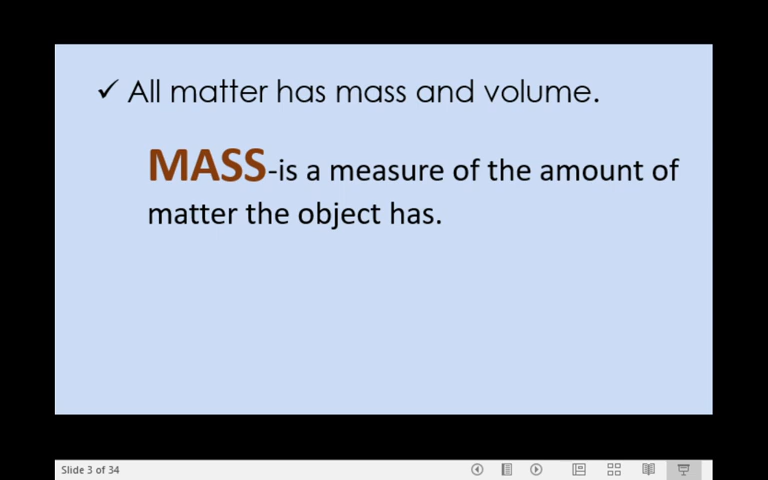 ✓ All matter has mass and volume.
MASS-is a measure of the amount of
matter the object has.
Slide 3 of 34